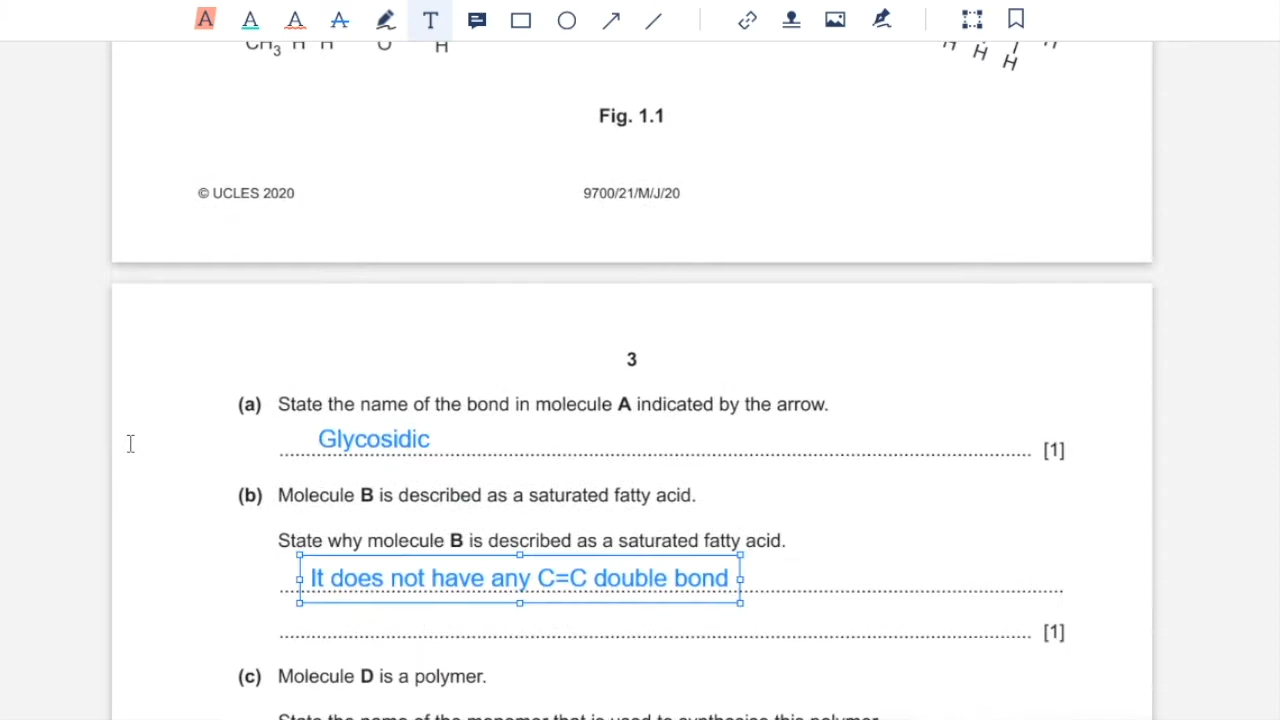 CH3 H H O H H H H H
Fig. 1.1
© UCLES 2020 9700/21/M/J/20
3
(a) State the name of the bond in molecule A indicated by the arrow.
Glycosidic
[1]
(b) Molecule B is described as a saturated fatty acid.
State why molecule B is described as a saturated fatty acid.
It does not have any C=C double bond
[1]
(c) Molecule D is a polymer.
State the name of the monomer that is used to synthesise this polymer